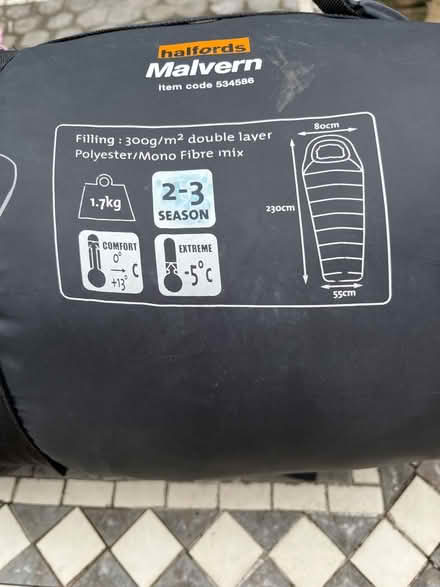 halfords
Malvern
Item code 534586
Filling : 300g/m² double layer
Polyester/Mono Fibre mix
1.7kg
2-3
SEASON
COMFORT
0°
→ C
+13°
EXTREME
-5°C
80cm
230cm
55cm